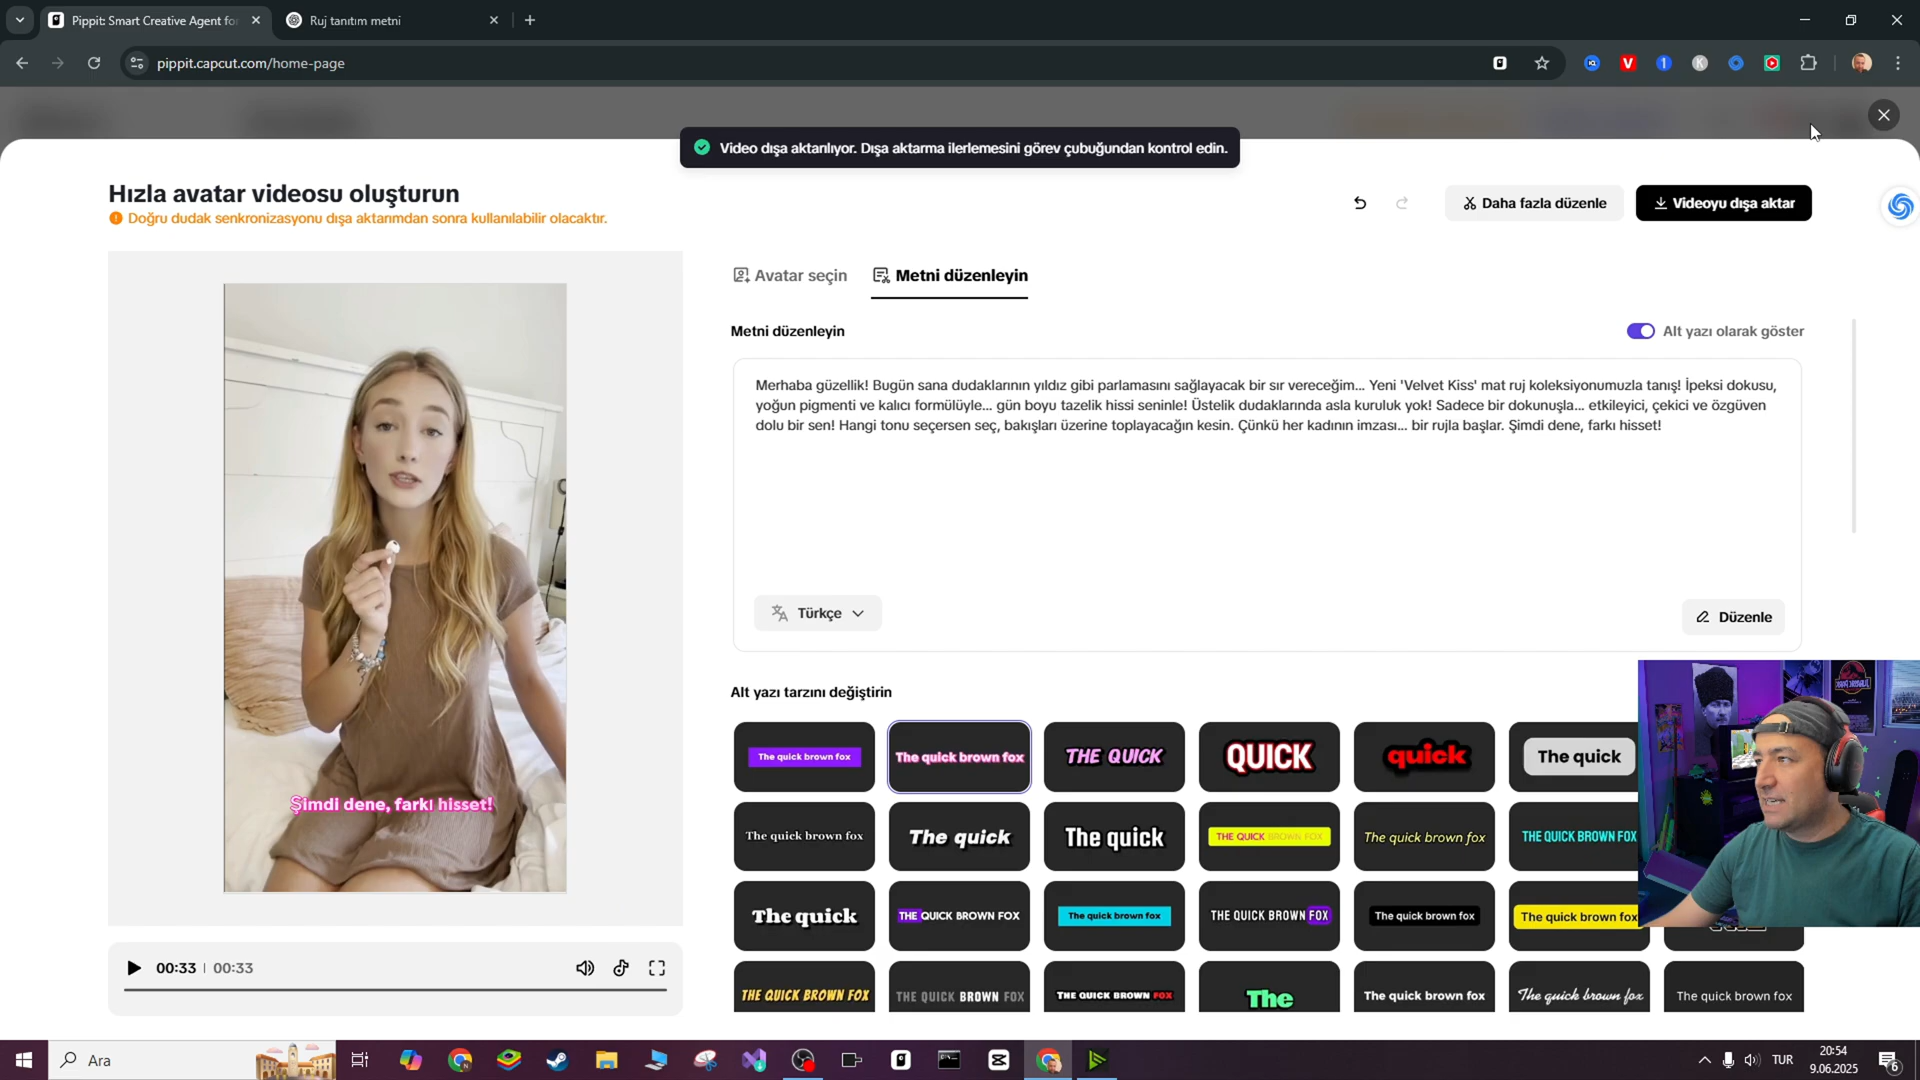 Pippit: Smart Creative Agent for
Ruj tanıtım metni
pippit.capcut.com/home-page
Video dışa aktarılıyor. Dışa aktarma ilerlemesini görev çubuğundan kontrol edin.
Hızla avatar videosu oluşturun
Doğru dudak senkronizasyonu dışa aktarımdan sonra kullanılabilir olacaktır.
Daha fazla düzenle
Videoyu dışa aktar
Avatar seçin
Metni düzenleyin
Metni düzenleyin
Alt yazı olarak göster
Merhaba güzellik! Bugün sana dudaklarının yıldız gibi parlamasını sağlayacak bir sır vereceğim... Yeni 'Velvet Kiss' mat ruj koleksiyonumuzla tanış! İpeksi dokusu,
yoğun pigmenti ve kalıcı formülüyle... gün boyu tazelik hissi seninle! Üstelik dudaklarında asla kuruluk yok! Sadece bir dokunuşla... etkileyici, çekici ve özgüven
dolu bir sen! Hangi tonu seçersen seç, bakışları üzerine toplayacağın kesin. Çünkü her kadının imzası... bir rujla başlar. Şimdi dene, farkı hisset!
Türkçe
Düzenle
Alt yazı tarzını değiştirin
The quick brown fox
The quick brown fox
THE QUICK
QUICK
quick
The quick
The quick brown fox
The quick
The quick
THE QUICK BROWN FOX
The quick brown fox
THE QUICK BROWN FOX
The quick
THE QUICK BROWN FOX
The quick brown fox
THE QUICK BROWN FOX
The quick brown fox
The quick brown fox
THE QUICK BROWN FOX
THE QUICK BROWN FOX
THE QUICK BROWN FOX
The
The quick brown fox
The quick brown fox
The quick brown fox
Şimdi dene, farkı hisset!
00:33 | 00:33
Ara
TUR
20:54
9.06.2025
6